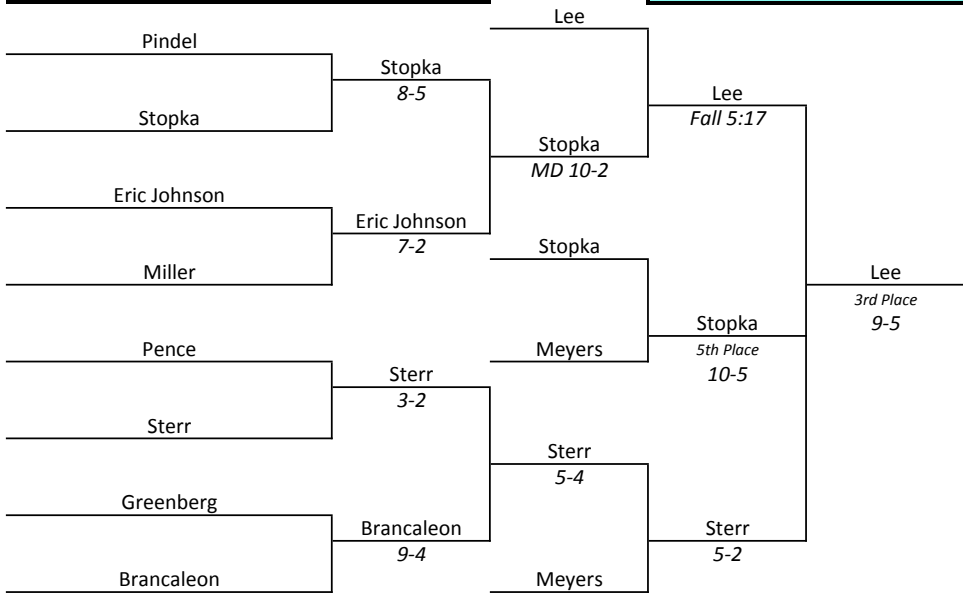 Lee
Pindel
Stopka
8-5
Stopka
Lee
Fall 5:17
Stopka
MD 10-2
Eric Johnson
Eric Johnson
7-2
Miller
Stopka
Lee
3rd Place
9-5
Stopka
5th Place
10-5
Pence
Meyers
Sterr
3-2
Sterr
Sterr
5-4
Greenberg
Brancaleon
9-4
Sterr
5-2
Brancaleon
Meyers